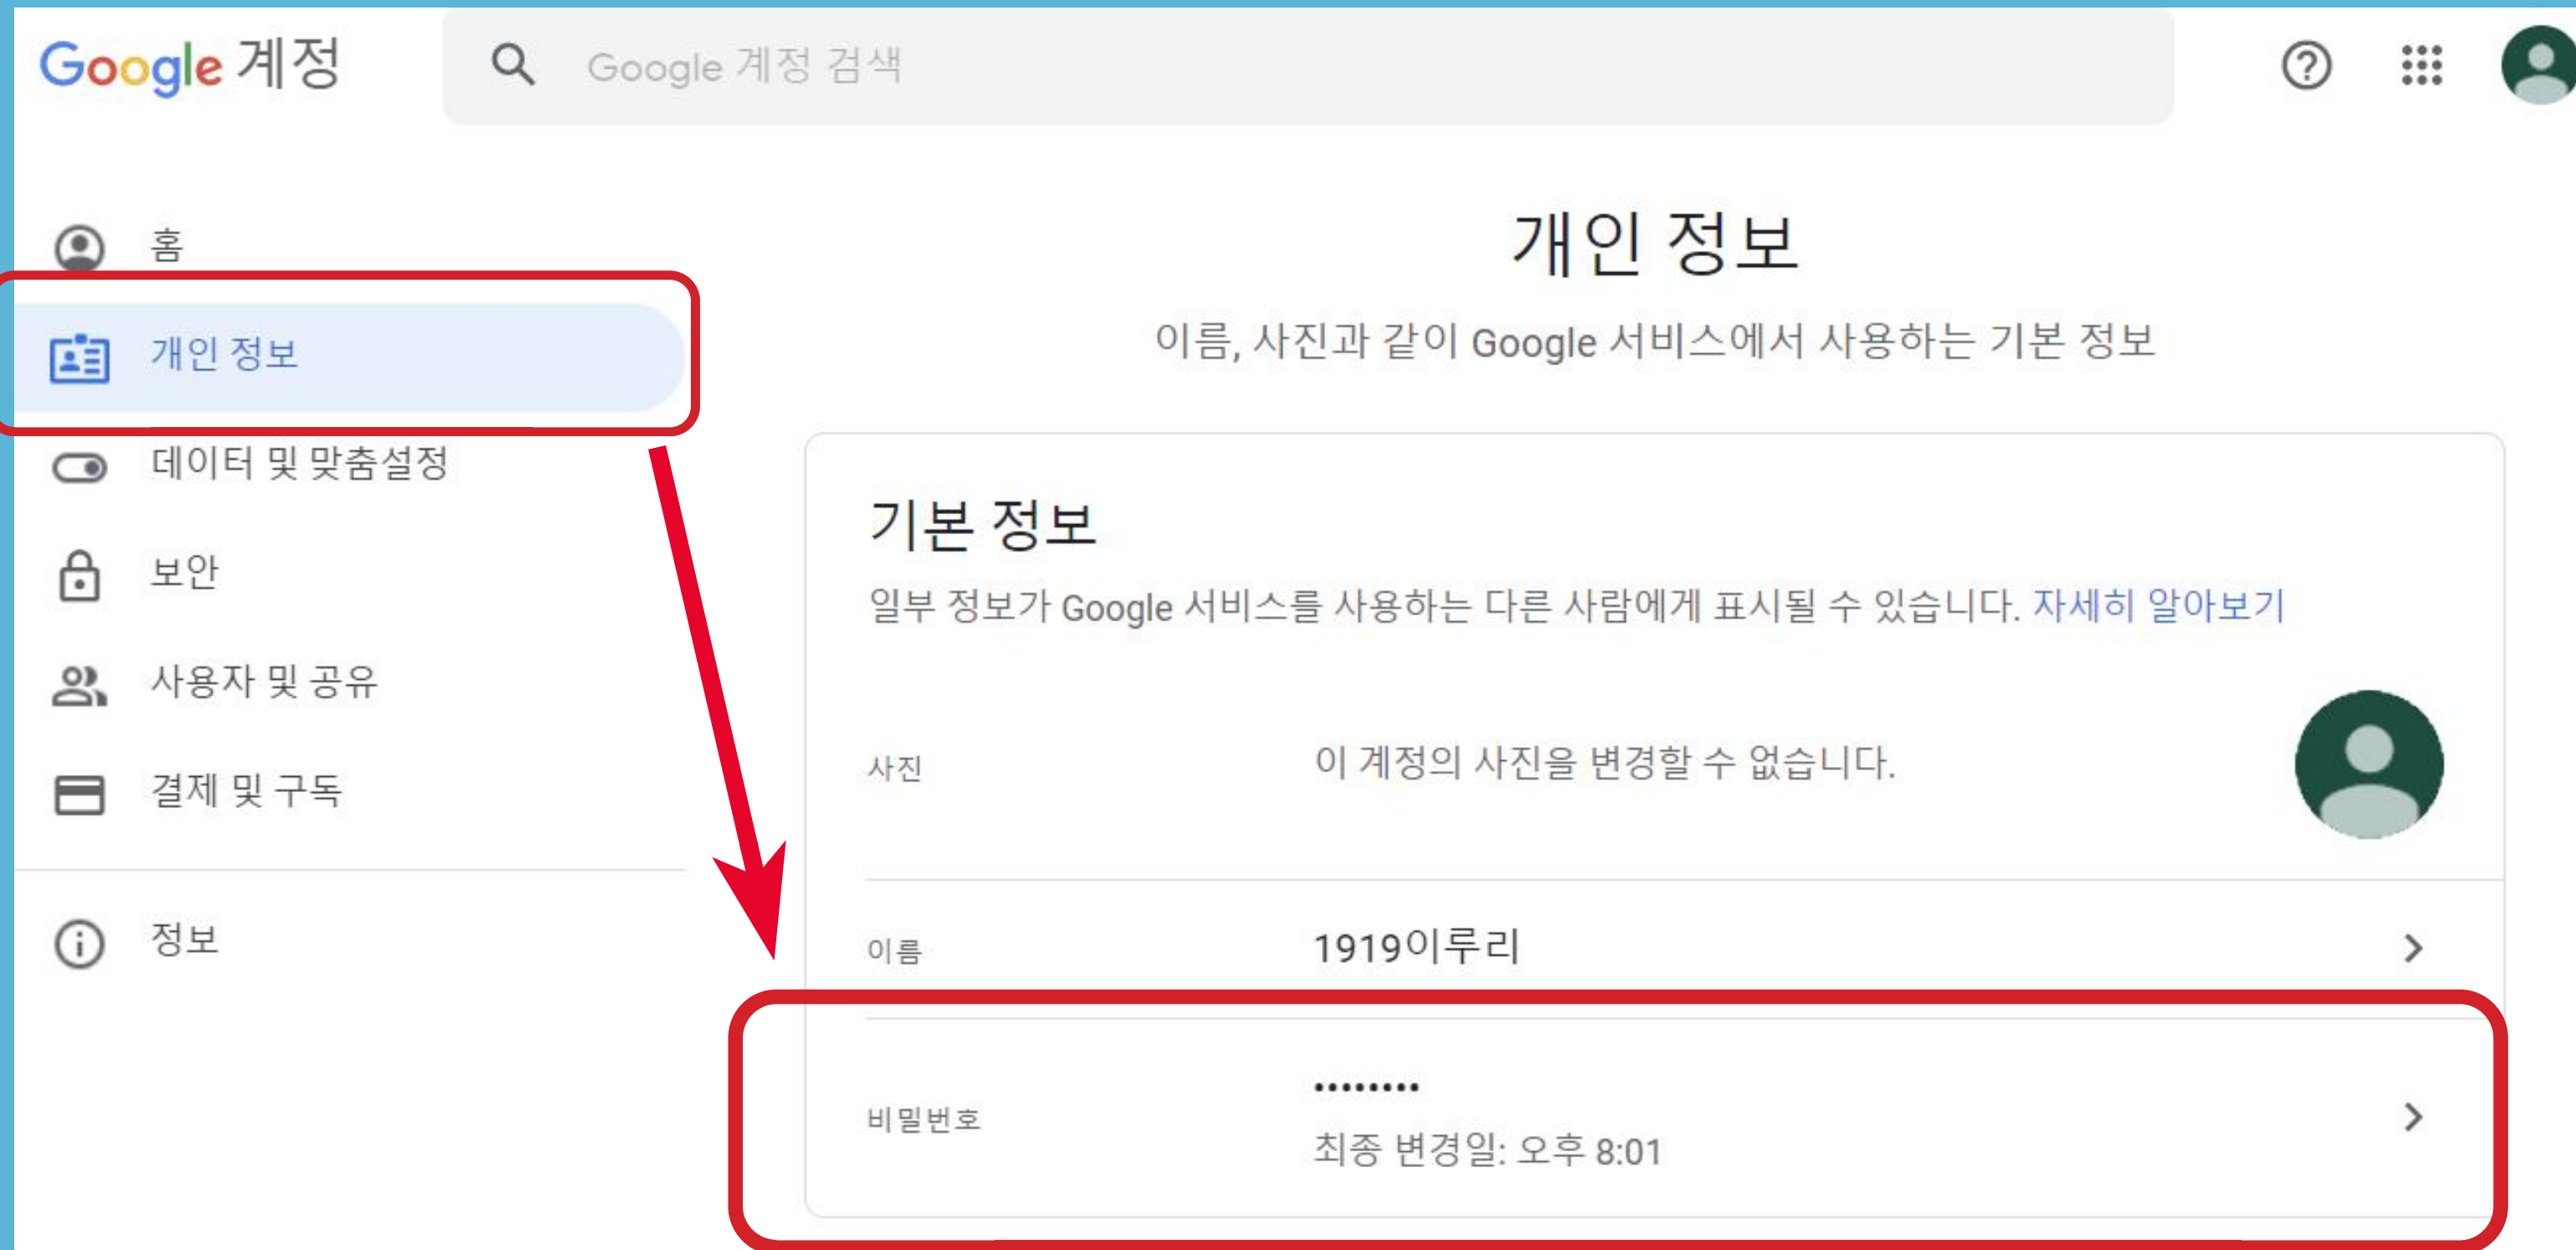 Google 계정
Google 계정 검색
홈
개인 정보
데이터 및 맞춤설정
보안
사용자 및 공유
결제 및 구독
정보
개인 정보
이름, 사진과 같이 Google 서비스에서 사용하는 기본 정보
기본 정보
일부 정보가 Google 서비스를 사용하는 다른 사람에게 표시될 수 있습니다. 자세히 알아보기
사진 이 계정의 사진을 변경할 수 없습니다.
이름 1919이루리
비밀번호 ••••••••
최종 변경일: 오후 8:01